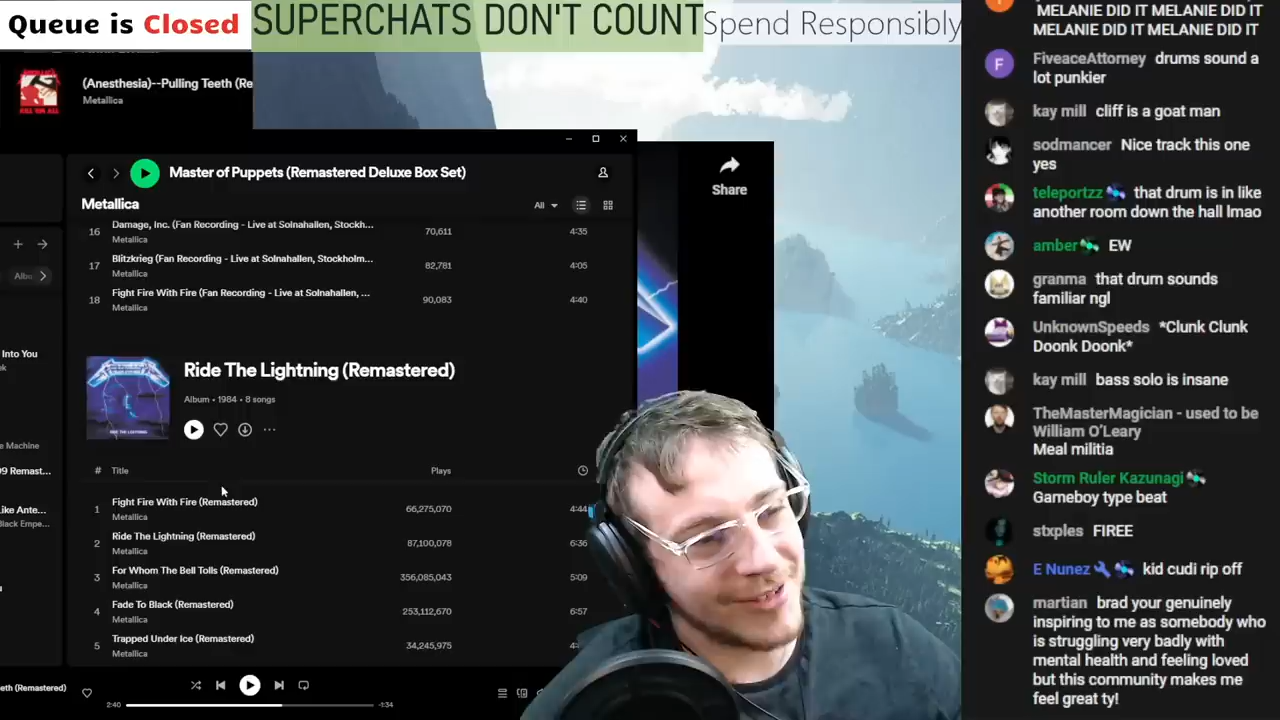 Queue is Closed
SUPERCHATS DON'T COUNT
Spend Responsibly
(Anesthesia)--Pulling Teeth (Re
Metallica
Share
Master of Puppets (Remastered Deluxe Box Set)
Metallica
All
16 Damage, Inc. (Fan Recording - Live at Solnahallen, Stockh... 70,611 4:35
Metallica
17 Blitzkrieg (Fan Recording - Live at Solnahallen, Stockholm... 82,781 4:05
Metallica
18 Fight Fire With Fire (Fan Recording - Live at Solnahallen, ... 90,083 4:40
Metallica
Ride The Lightning (Remastered)
Album • 1984 • 8 songs
# Title Plays
1 Fight Fire With Fire (Remastered) 66,275,070 4:44
Metallica
2 Ride The Lightning (Remastered) 87,100,078 6:36
Metallica
3 For Whom The Bell Tolls (Remastered) 356,085,043 5:09
Metallica
4 Fade To Black (Remastered) 253,112,670 6:57
Metallica
5 Trapped Under Ice (Remastered) 34,245,975
Metallica
Albu
Into You
e Machine
9 Remast...
Like Ante...
Black Empe...
eth (Remastered)
2:40
-1:34
MELANIE DID IT MELANIE DID IT
MELANIE DID IT MELANIE DID IT
FiveaceAttorney drums sound a
lot punkier
kay mill cliff is a goat man
sodmancer Nice track this one
yes
teleportzz that drum is in like
another room down the hall lmao
amber EW
granma that drum sounds
familiar ngl
UnknownSpeeds *Clunk Clunk
Doonk Doonk*
kay mill bass solo is insane
TheMasterMagician - used to be
William O'Leary
Meal militia
Storm Ruler Kazunagi
Gameboy type beat
stxples FIREE
E Nunez kid cudi rip off
martian brad your genuinely
inspiring to me as somebody who
is struggling very badly with
mental health and feeling loved
but this community makes me
feel great ty!